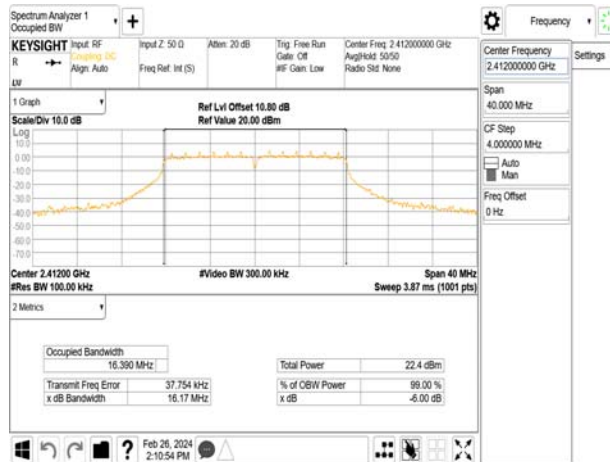 Spectrum Analyzer 1
Occupied BW
Frequency
KEYSIGHT
Input: RF
Coupling: DC
Align: Auto
Input Z: 50 Ω
Freq Ref: Int (S)
Atten: 20 dB
Trig: Free Run
Gate: Off
#IF Gain: Low
Center Freq: 2.412000000 GHz
Avg|Hold: 50/50
Radio Std: None
R
LXI
Center Frequency
2.412000000 GHz
Settings
Span
40.000 MHz
CF Step
4.000000 MHz
Auto
Man
Freq Offset
0 Hz
1 Graph
Scale/Div 10.0 dB
Ref Lvl Offset 10.80 dB
Ref Value 20.00 dBm
Log
10.0
0.00
-10.0
-20.0
-30.0
-40.0
-50.0
-60.0
-70.0
Center 2.41200 GHz
#Res BW 100.00 kHz
#Video BW 300.00 kHz
Span 40 MHz
Sweep 3.87 ms (1001 pts)
2 Metrics
Occupied Bandwidth
16.390 MHz
Total Power 22.4 dBm
Transmit Freq Error 37.754 kHz
% of OBW Power 99.00 %
x dB Bandwidth 16.17 MHz
x dB -6.00 dB
Feb 26, 2024
2:10:54 PM